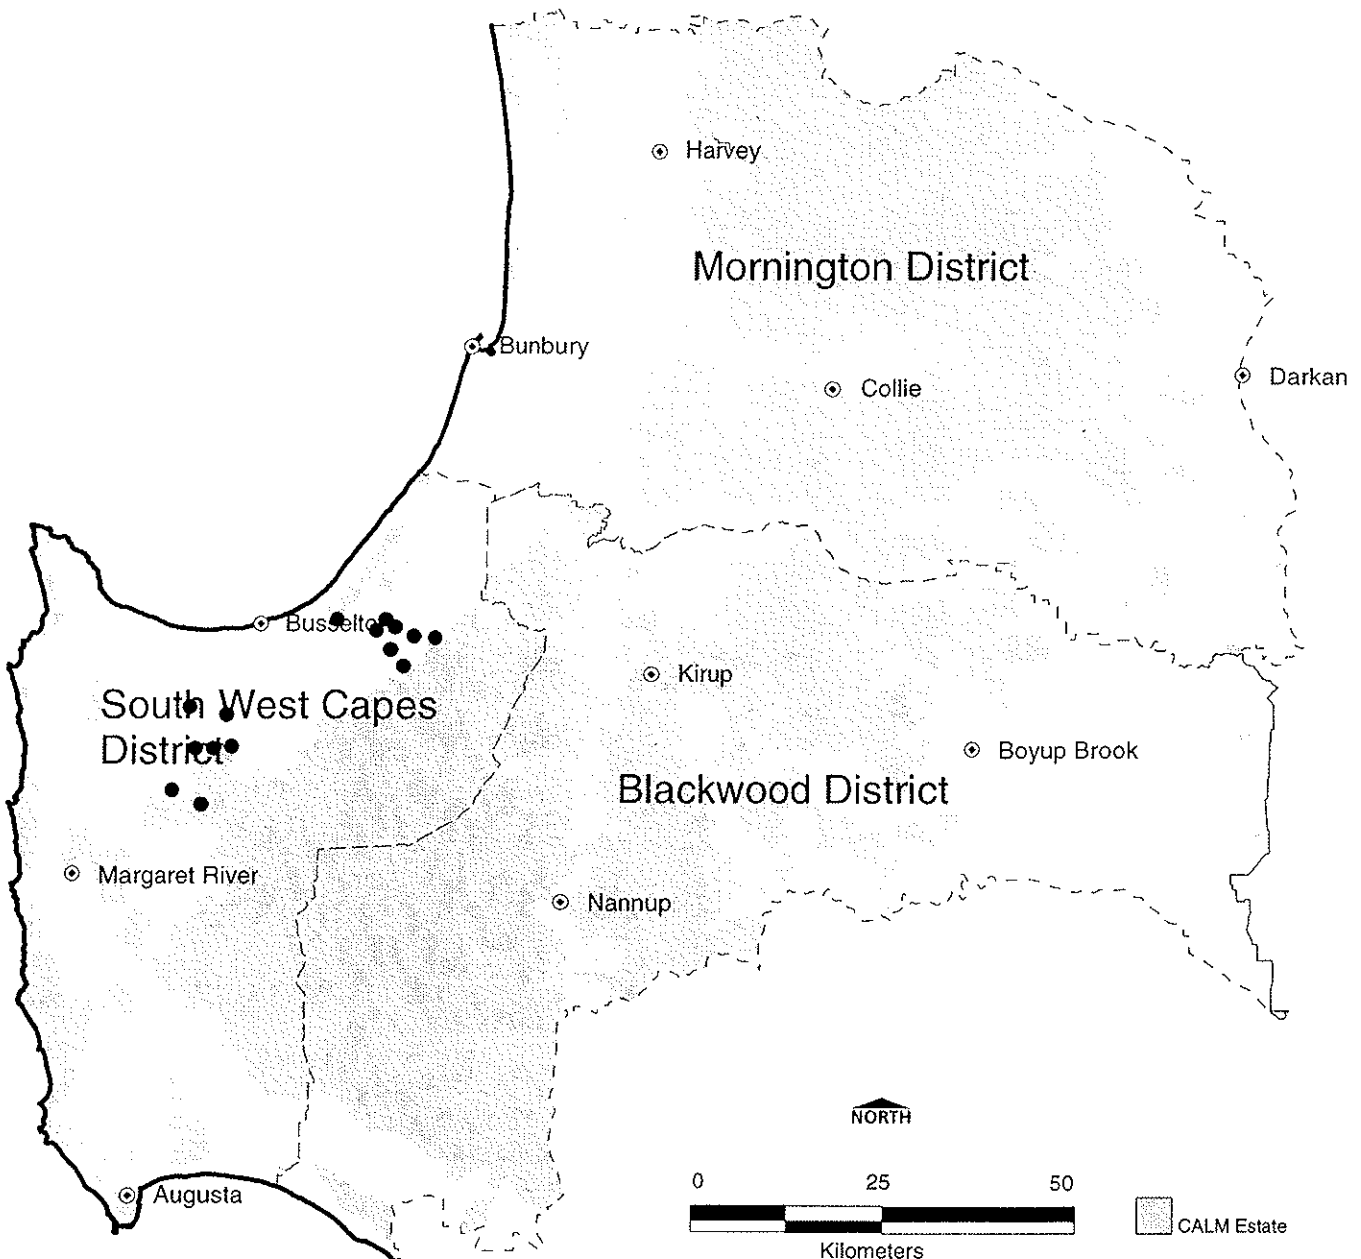 Harvey
Mornington District
Bunbury
Darkan
Collie
Busselton
Kirup
South West Capes
District
Boyup Brook
Blackwood District
Margaret River
Nannup
NORTH
0 25 50
Augusta
CALM Estate
Kilometers